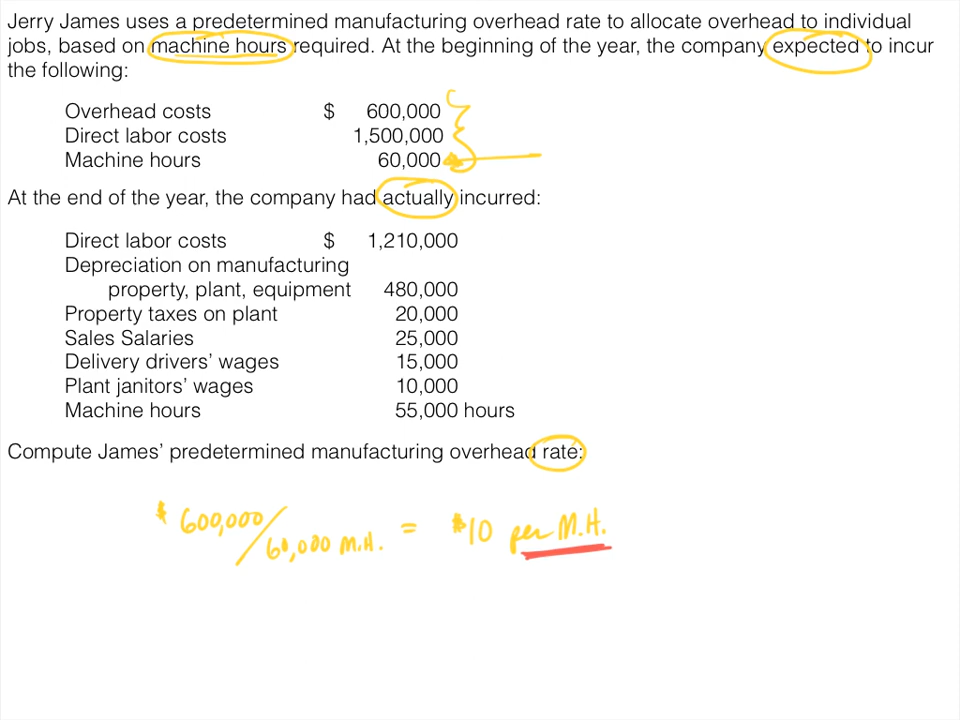 Jerry James uses a predetermined manufacturing overhead rate to allocate overhead to individual
jobs, based on machine hours required. At the beginning of the year, the company expected to incur
the following:
Overhead costs $ 600,000
Direct labor costs 1,500,000
Machine hours 60,000
At the end of the year, the company had actually incurred:
Direct labor costs $ 1,210,000
Depreciation on manufacturing
property, plant, equipment 480,000
Property taxes on plant 20,000
Sales Salaries 25,000
Delivery drivers' wages 15,000
Plant janitors' wages 10,000
Machine hours 55,000 hours
Compute James' predetermined manufacturing overhead rate:
$ 600,000/60,000 M.H. = $10 per M.H.